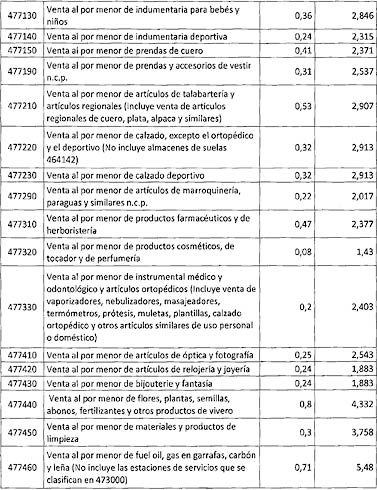 477130 Venta al por menor de indumentaria para bebés y 0,36 2,846
niños
477140 Venta al por menor de indumentaria deportiva 0,24 2,315
477150 Venta al por menor de prendas de cuero 0,41 2,371
477190 Venta al por menor de prendas y accesorios de vestir 0,31 2,537
n.c.p.
477210 Venta al por menor de artículos de talabartería y 0,53 2,907
artículos regionales (Incluye venta de artículos
regionales de cuero, plata, alpaca y similares)
477220 Venta al por menor de calzado, excepto el ortopédico 0,32 2,913
y el deportivo (No incluye almacenes de suelas
464142)
477230 Venta al por menor de calzado deportivo 0,32 2,913
477290 Venta al por menor de artículos de marroquinería, 0,22 2,017
paraguas y similares n.c.p.
477310 Venta al por menor de productos farmacéuticos y de 0,47 2,377
herboristería
477320 Venta al por menor de productos cosméticos, de 0,08 1,43
tocador y de perfumería
477330 Venta al por menor de instrumental médico y 0,2 2,403
odontológico y artículos ortopédicos (Incluye venta de
vaporizadores, nebulizadores, masajeadores,
termómetros, prótesis, muletas, plantillas, calzado
ortopédico y otros artículos similares de uso personal
o doméstico)
477410 Venta al por menor de artículos de óptica y fotografía 0,25 2,543
477420 Venta al por menor de artículos de relojería y joyería 0,24 1,883
477430 Venta al por menor de bijouterie y fantasía 0,24 1,883
477440 Venta al por menor de flores, plantas, semillas, 0,8 4,332
abonos, fertilizantes y otros productos de vivero
477450 Venta al por menor de materiales y productos de 0,3 3,758
limpieza
477460 Venta al por menor de fuel oil, gas en garrafas, carbón 0,71 5,48
y leña (No incluye las estaciones de servicios que se
clasifican en 473000)